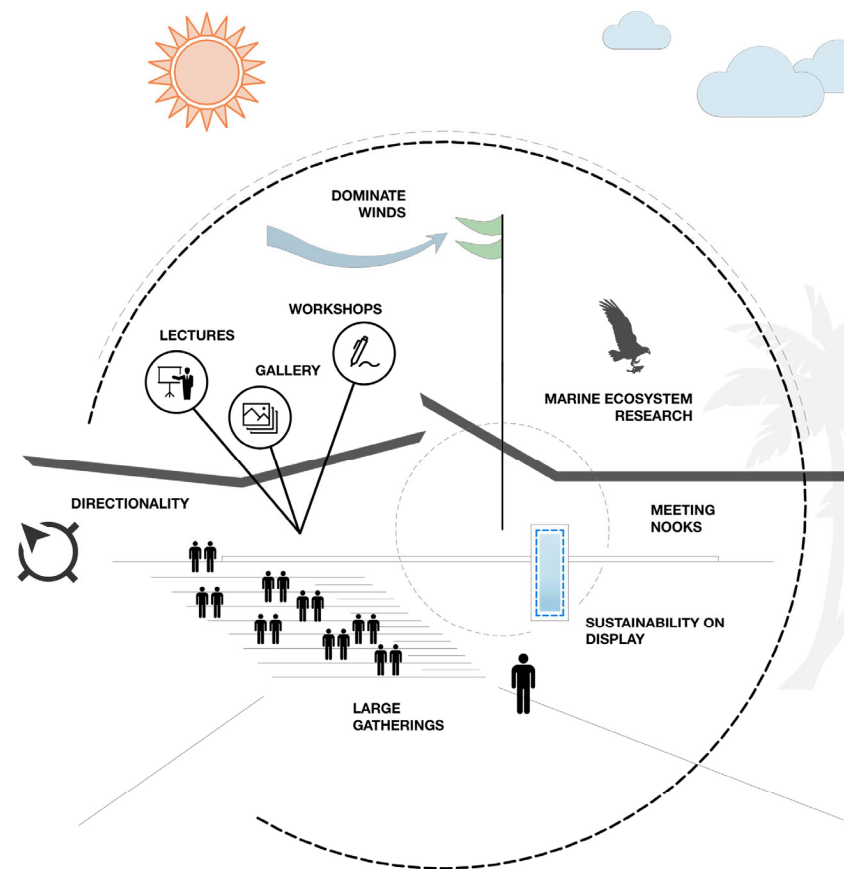 DOMINATE
WINDS
WORKSHOPS
LECTURES
GALLERY
MARINE ECOSYSTEM
RESEARCH
DIRECTIONALITY
MEETING
NOOKS
SUSTAINABILITY ON
DISPLAY
LARGE
GATHERINGS